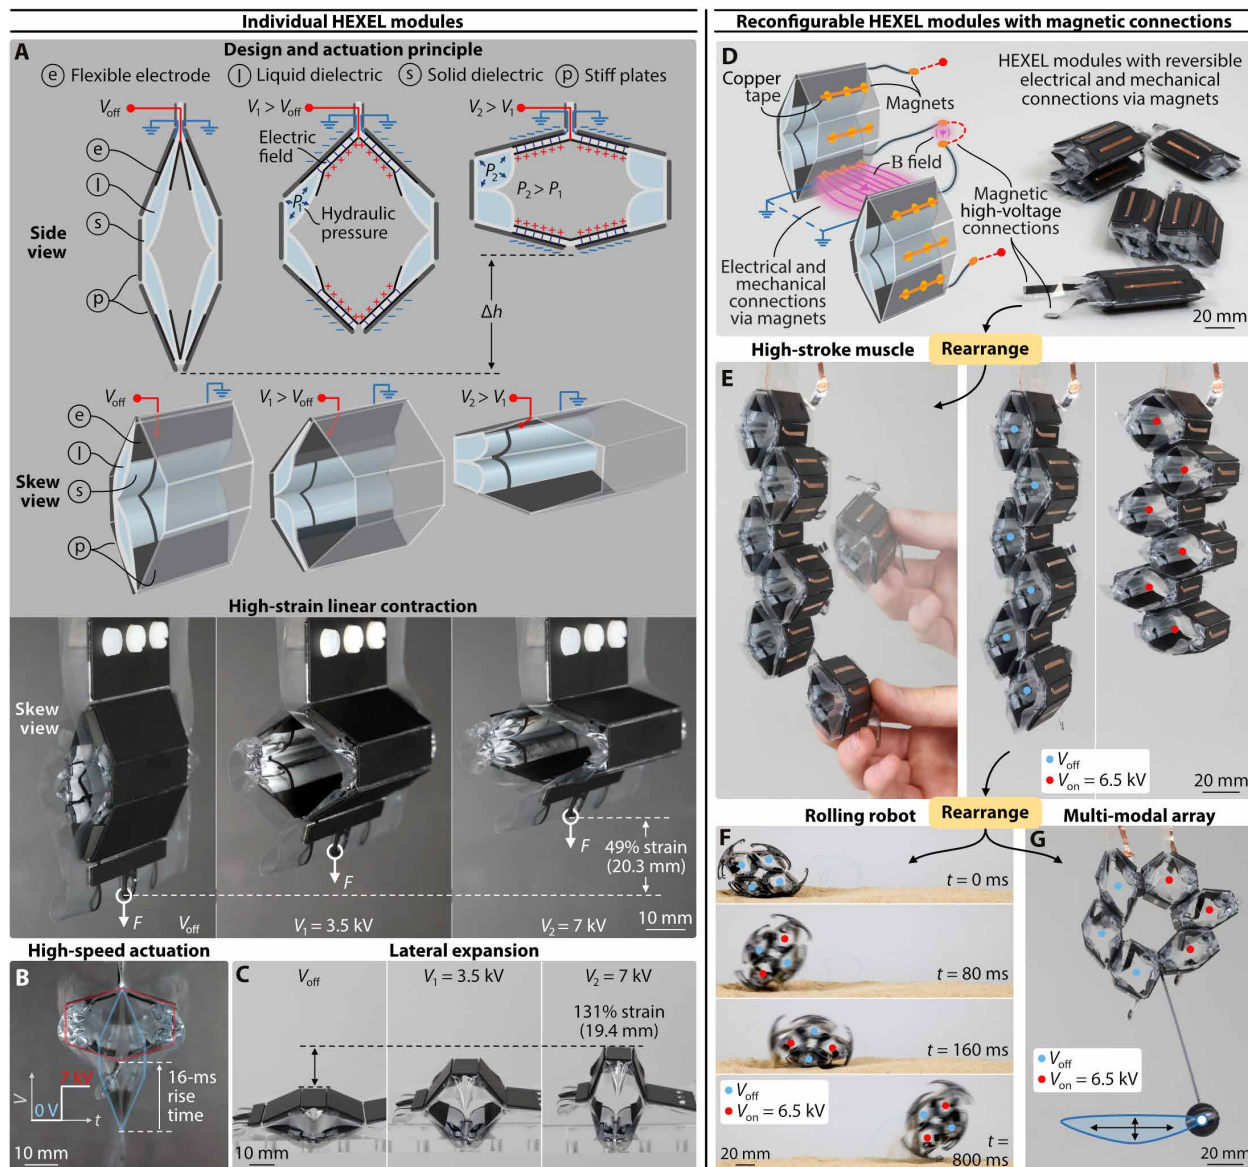 Individual HEXEL modules
A
Design and actuation principle
e Flexible electrode l Liquid dielectric s Solid dielectric p Stiff plates
Voff
V1 > Voff
V2 > V1
Electric
field
P1
Hydraulic
pressure
P2
P2 > P1
e
l
s
p
Side
view
Δh
Voff
V1 > Voff
V2 > V1
e
l
s
p
Skew
view
High-strain linear contraction
Skew
view
F
Voff
F
V1 = 3.5 kV
F
V2 = 7 kV
49% strain
(20.3 mm)
10 mm
High-speed actuation
B
V
0 V
7 kV
t
16-ms
rise
time
10 mm
Lateral expansion
C
Voff
V1 = 3.5 kV
V2 = 7 kV
131% strain
(19.4 mm)
10 mm
Reconfigurable HEXEL modules with magnetic connections
D
Copper
tape
Magnets
B field
Electrical and
mechanical
connections
via magnets
HEXEL modules with reversible
electrical and mechanical
connections via magnets
Magnetic
high-voltage
connections
20 mm
High-stroke muscle
Rearrange
E
Voff
Von = 6.5 kV
20 mm
Rearrange
Rolling robot
F
t = 0 ms
t = 80 ms
t = 160 ms
t =
800 ms
Voff
Von = 6.5 kV
20 mm
Multi-modal array
G
Voff
Von = 6.5 kV
20 mm